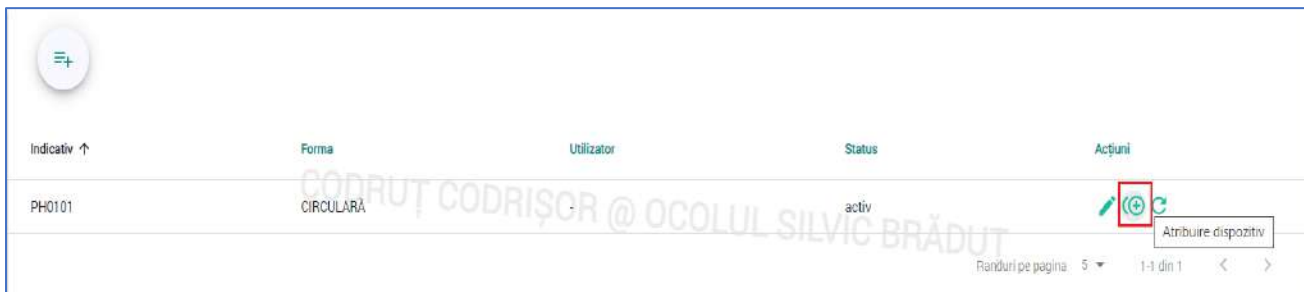 Indicativ ↑ Forma Utilizator Status Acțiuni
PH0101 CIRCULARĂ - activ
CODRUȚ CODRIȘOR @ OCOLUL SILVIC BRĂDUȚ
Atribuire dispozitiv
Randuri pe pagina 5 1-1 din 1